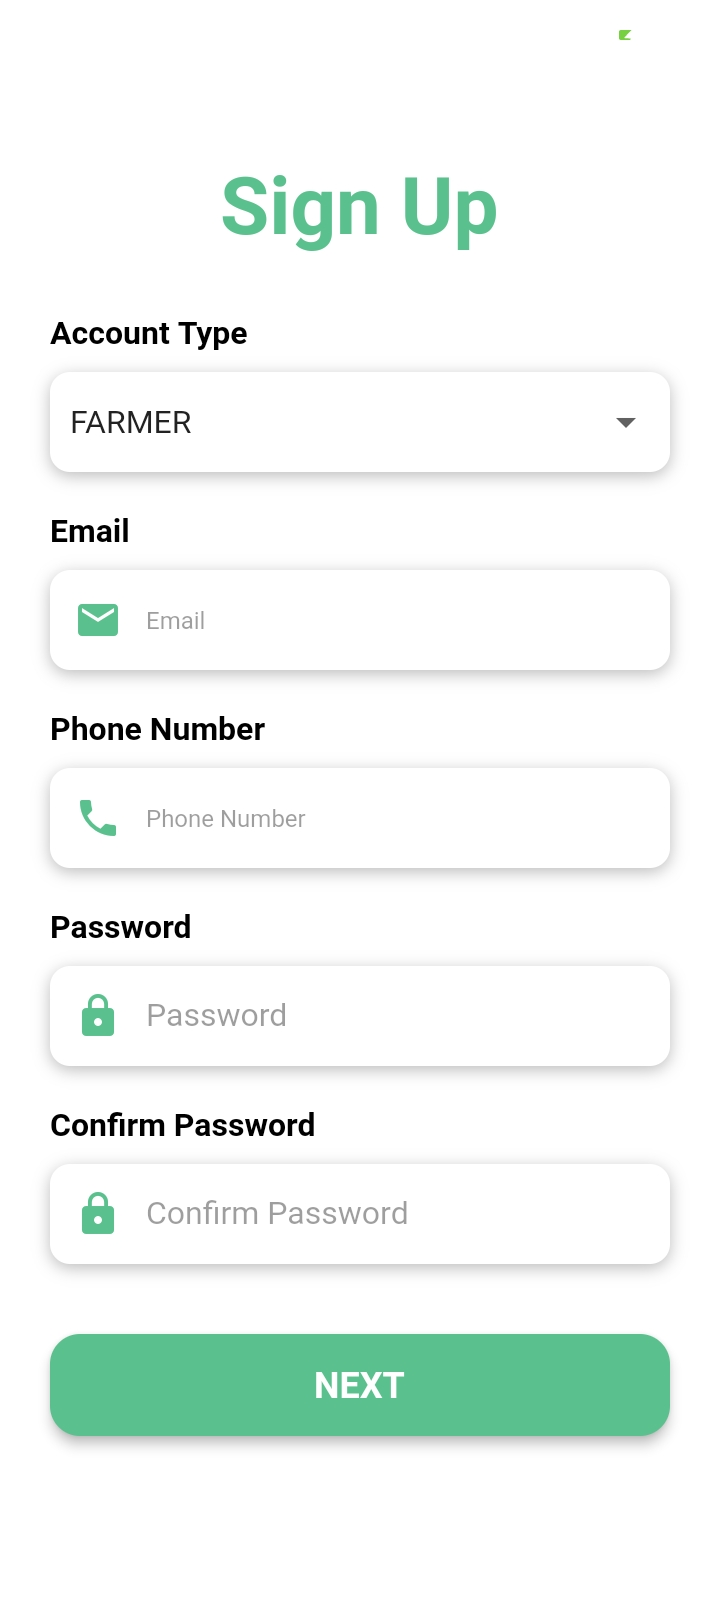 Sign Up
Account Type
FARMER
Email
Email
Phone Number
Phone Number
Password
Password
Confirm Password
Confirm Password
NEXT